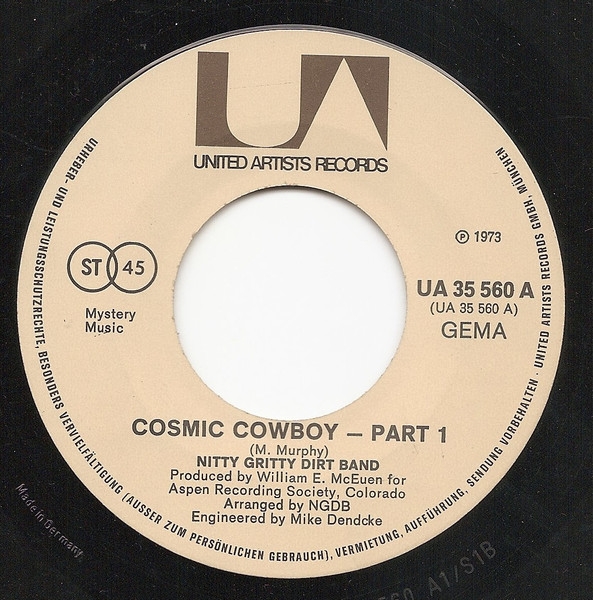 UA
UNITED ARTISTS RECORDS
℗ 1973
ST 45
UA 35 560 A
(UA 35 560 A)
GEMA
Mystery
Music
COSMIC COWBOY – PART 1
(M. Murphy)
NITTY GRITTY DIRT BAND
Produced by William E. McEuen for
Aspen Recording Society, Colorado
Arranged by NGDB
Engineered by Mike Dendcke
URHEBER- UND LEISTUNGSSCHUTZRECHTE, BESONDERS VERVIELFÄLTIGUNG (AUSSER ZUM PERSÖNLICHEN GEBRAUCH), VERMIETUNG, AUFFÜHRUNG, SENDUNG VORBEHALTEN · UNITED ARTISTS RECORDS GMBH, MÜNCHEN
Made in Germany
A1/S1B